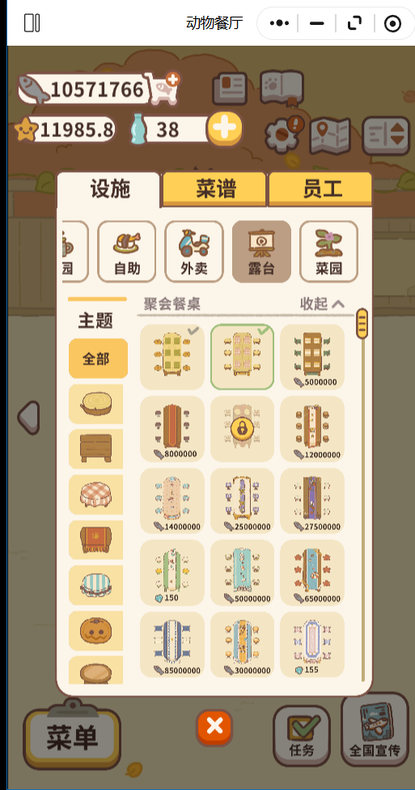 动物餐厅
10571766
11985.8
38
设施
菜谱
员工
园
自助
外卖
露台
菜园
主题
聚会餐桌
收起
全部
5000000
8000000
12000000
14000000
25000000
27500000
150
50000000
65000000
85000000
30000000
155
菜单
任务
全国宣传